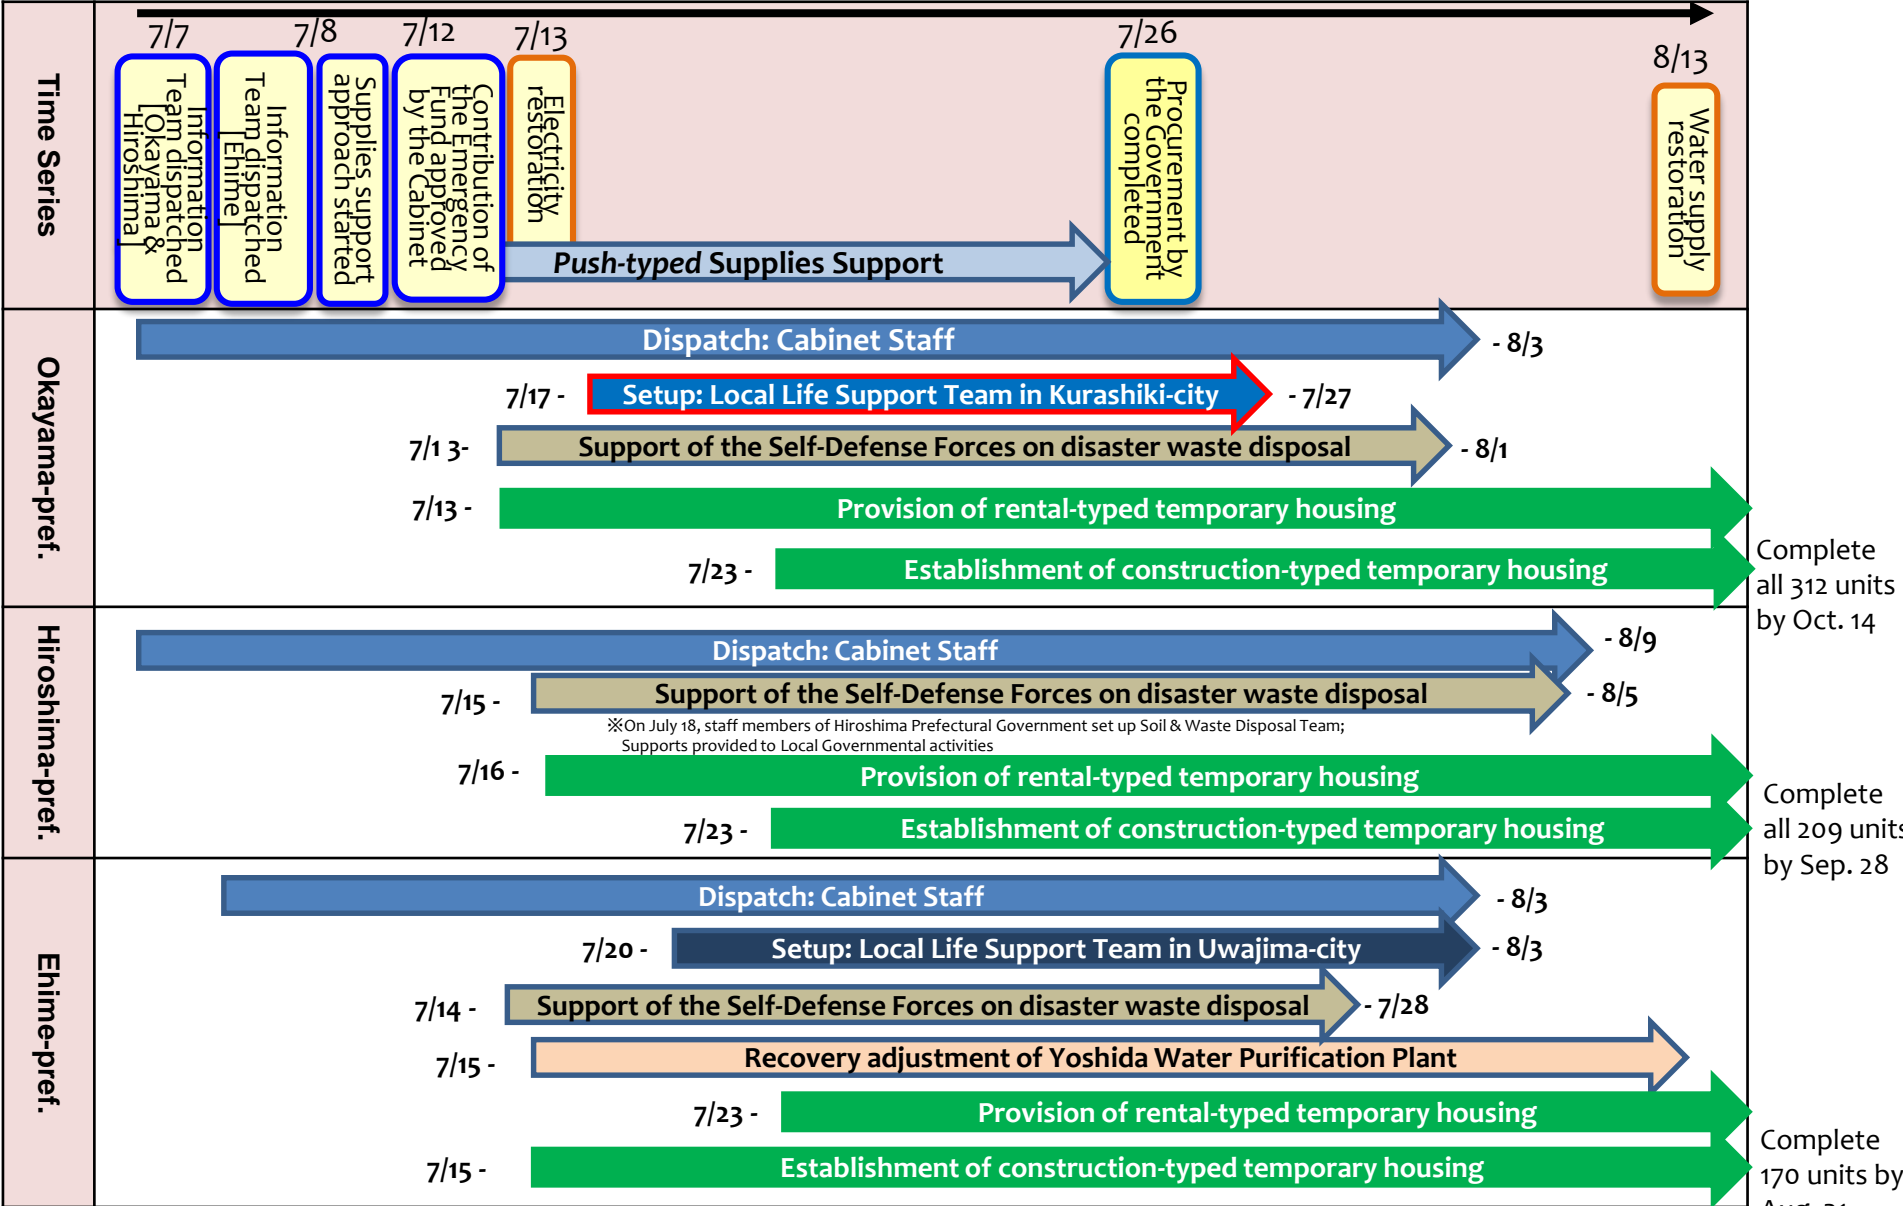 Time Series
7/7
7/8
7/12
7/13
7/26
8/13
Information
Team dispatched
[Okayama &
Hiroshima]
Information
Team dispatched
[Ehime]
Supplies support
approach started
Contribution of
the Emergency
Fund approved
by the Cabinet
Electricity
restoration
Procurement by
the Government
completed
Water supply
restoration
Push-typed Supplies Support
Okayama-pref.
Dispatch: Cabinet Staff - 8/3
7/17 - Setup: Local Life Support Team in Kurashiki-city - 7/27
7/1 3- Support of the Self-Defense Forces on disaster waste disposal - 8/1
7/13 - Provision of rental-typed temporary housing
7/23 - Establishment of construction-typed temporary housing
Complete
all 312 units
by Oct. 14
Hiroshima-pref.
Dispatch: Cabinet Staff - 8/9
7/15 - Support of the Self-Defense Forces on disaster waste disposal - 8/5
※On July 18, staff members of Hiroshima Prefectural Government set up Soil & Waste Disposal Team;
Supports provided to Local Governmental activities
7/16 - Provision of rental-typed temporary housing
7/23 - Establishment of construction-typed temporary housing
Complete
all 209 units
by Sep. 28
Ehime-pref.
Dispatch: Cabinet Staff - 8/3
7/20 - Setup: Local Life Support Team in Uwajima-city - 8/3
7/14 - Support of the Self-Defense Forces on disaster waste disposal - 7/28
7/15 - Recovery adjustment of Yoshida Water Purification Plant
7/23 - Provision of rental-typed temporary housing
7/15 - Establishment of construction-typed temporary housing
Complete
170 units by